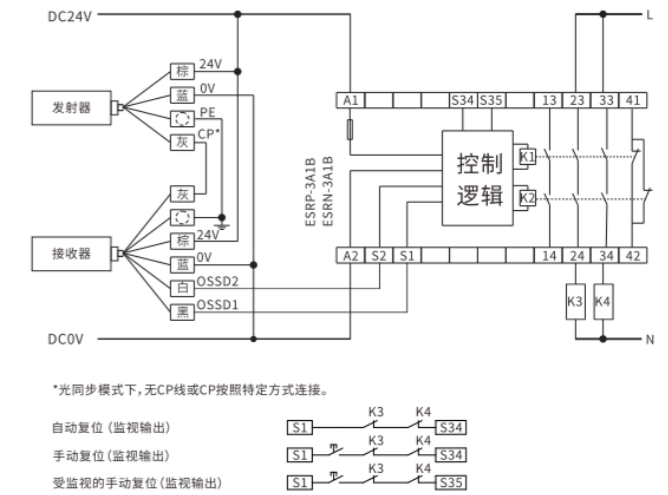 DC24V
L
棕 24V
蓝 0V
发射器
PE
灰 CP*
A1 S34 S35 13 23 33 41
控制
逻辑
K1
K2
ESRP-3A1B
ESRN-3A1B
灰
棕 24V
接收器
蓝 0V
白 OSSD2
黑 OSSD1
A2 S2 S1 14 24 34 42
K3 K4
DC0V
N
*光同步模式下,无CP线或CP按照特定方式连接。
自动复位(监视输出) S1 K3 K4 S34
手动复位(监视输出) S1 K3 K4 S34
受监视的手动复位(监视输出) S1 K3 K4 S35